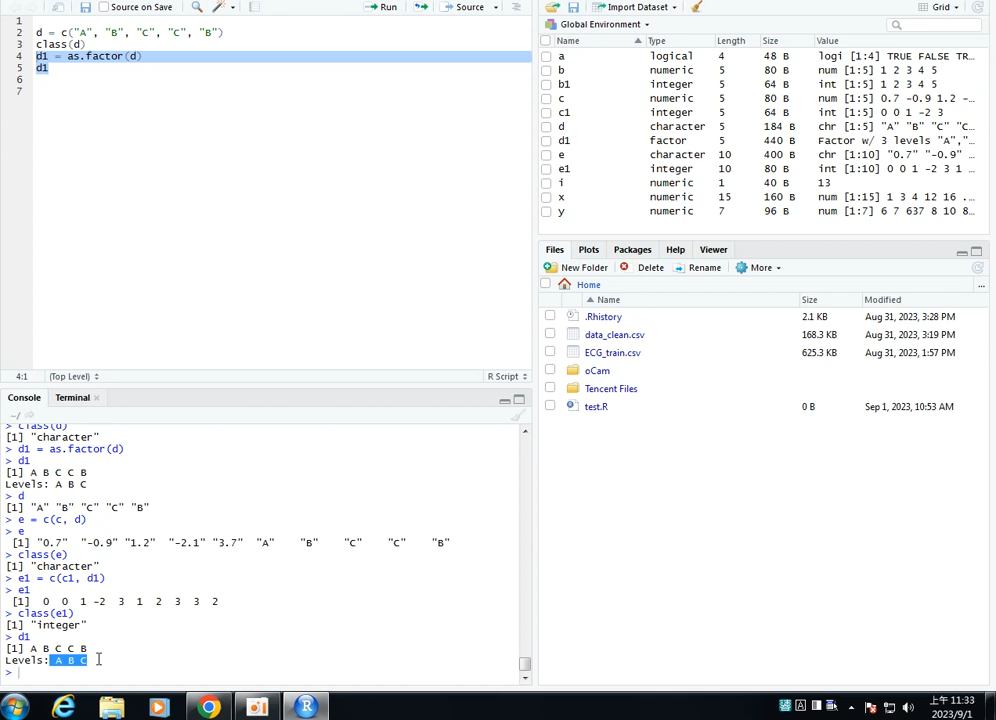 Source on Save Run Source
1
2 d = c("A", "B", "C", "C", "B")
3 class(d)
4 d1 = as.factor(d)
5 d1
6
7
4:1 (Top Level) R Script
Console Terminal
~/
> class(d)
[1] "character"
> d1 = as.factor(d)
> d1
[1] A B C C B
Levels: A B C
> d
[1] "A" "B" "C" "C" "B"
> e = c(c, d)
> e
[1] "0.7" "-0.9" "1.2" "-2.1" "3.7" "A" "B" "C" "C" "B"
> class(e)
[1] "character"
> e1 = c(c1, d1)
> e1
[1] 0 0 1 -2 3 1 2 3 3 2
> class(e1)
[1] "integer"
> d1
[1] A B C C B
Levels: A B C
>
Import Dataset Grid
Global Environment
Name Type Length Size Value
a logical 4 48 B logi [1:4] TRUE FALSE TR…
b numeric 5 80 B num [1:5] 1 2 3 4 5
b1 integer 5 64 B int [1:5] 1 2 3 4 5
c numeric 5 80 B num [1:5] 0.7 -0.9 1.2 -…
c1 integer 5 64 B int [1:5] 0 0 1 -2 3
d character 5 184 B chr [1:5] "A" "B" "C" "C…
d1 factor 5 440 B Factor w/ 3 levels "A",…
e character 10 400 B chr [1:10] "0.7" "-0.9" …
e1 integer 10 80 B int [1:10] 0 0 1 -2 3 1 …
i numeric 1 40 B 13
x numeric 15 160 B num [1:15] 1 3 4 12 16 .…
y numeric 7 96 B num [1:7] 6 7 637 8 10 8…
Files Plots Packages Help Viewer
New Folder Delete Rename More
Home ...
Name Size Modified
.Rhistory 2.1 KB Aug 31, 2023, 3:28 PM
data_clean.csv 168.3 KB Aug 31, 2023, 3:19 PM
ECG_train.csv 625.3 KB Aug 31, 2023, 1:57 PM
oCam
Tencent Files
test.R 0 B Sep 1, 2023, 10:53 AM
上午 11:33
2023/9/1